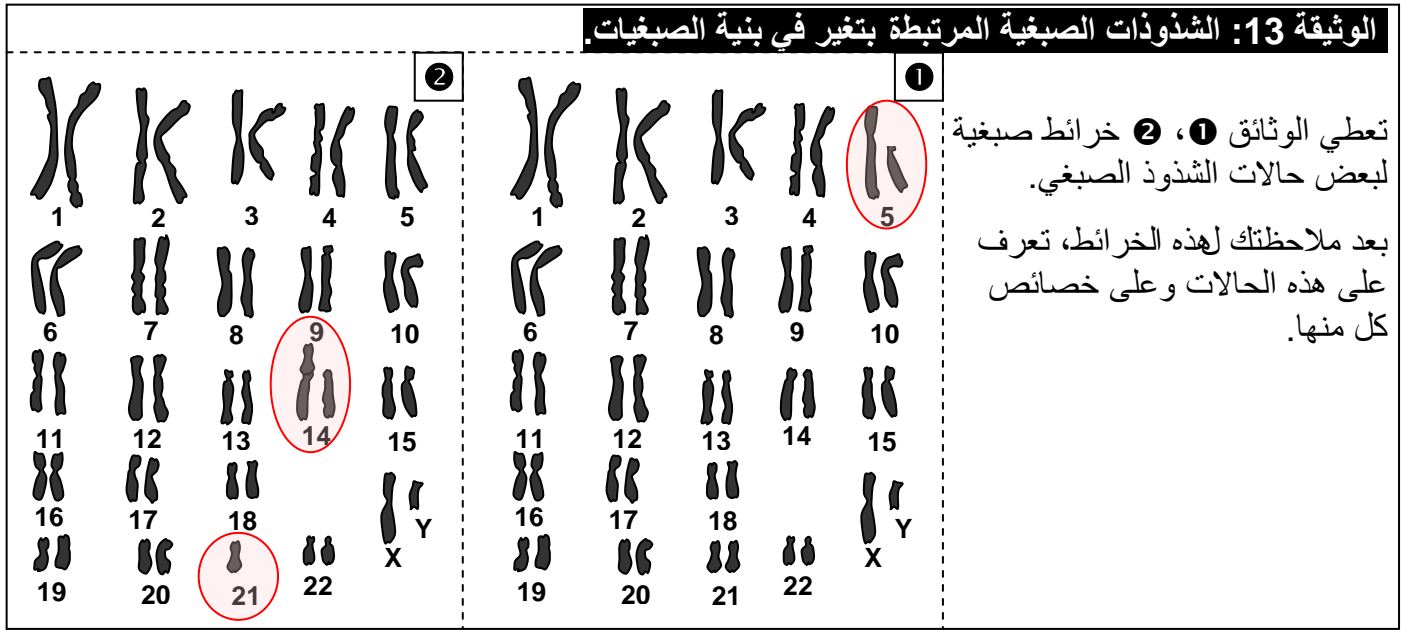 الوثيقة 13: الشذوذات الصبغية المرتبطة بتغير في بنية الصبغيات.
تعطي الوثائق ❶، ❷ خرائط صبغية
لبعض حالات الشذوذ الصبغي.
بعد ملاحظتك لهذه الخرائط، تعرف
على هذه الحالات وعلى خصائص
كل منها.
❶
1 2 3 4 5
6 7 8 9 10
11 12 13 14 15
16 17 18
X Y
19 20 21 22
❷
1 2 3 4 5
6 7 8 9 10
11 12 13 14 15
16 17 18
X Y
19 20 21 22